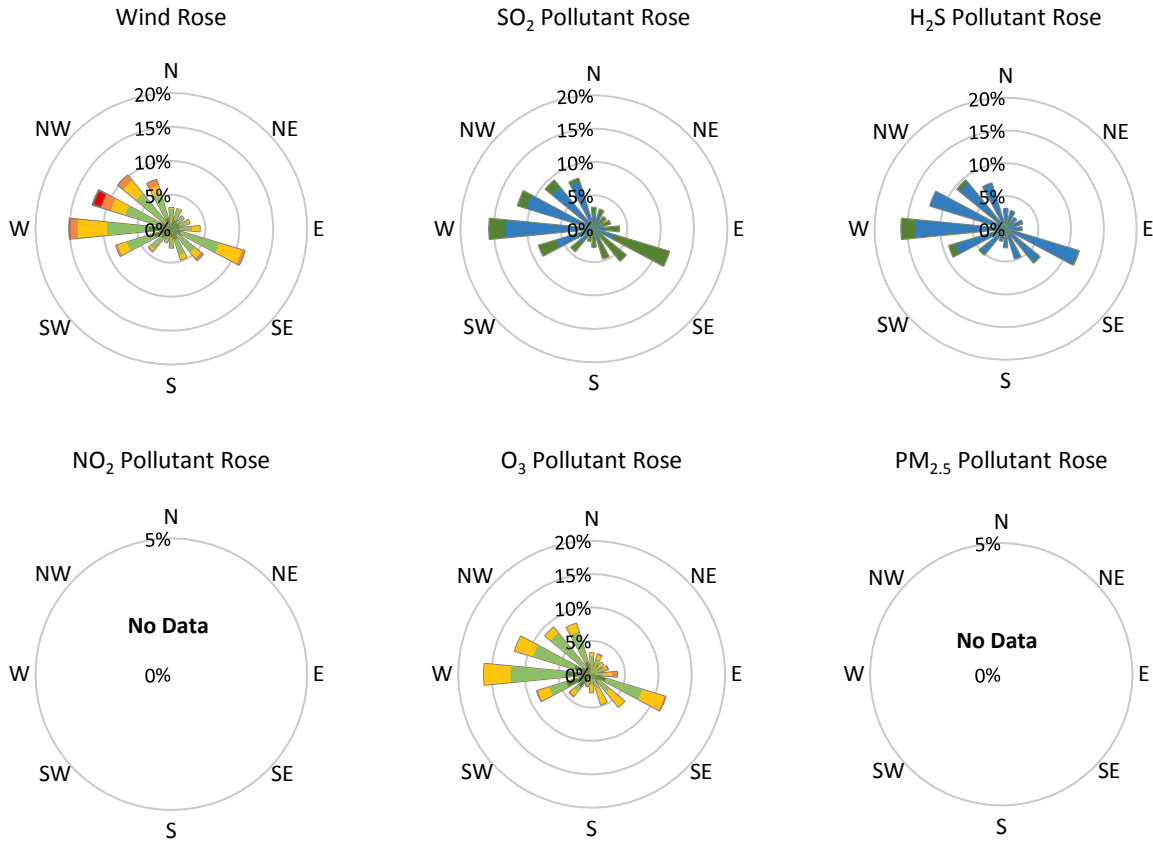 Wind Rose
N
20%
NW
15%
NE
10%
5%
W
0%
E
SW
SE
S
SO₂ Pollutant Rose
N
20%
NW
15%
NE
10%
5%
W
0%
E
SW
SE
S
H₂S Pollutant Rose
N
20%
NW
15%
NE
10%
5%
W
0%
E
SW
SE
S
NO₂ Pollutant Rose
N
5%
NW
NE
No Data
W
0%
E
SW
SE
S
O₃ Pollutant Rose
N
20%
NW
15%
NE
10%
5%
W
0%
E
SW
SE
S
PM₂.₅ Pollutant Rose
N
5%
NW
NE
No Data
W
0%
E
SW
SE
S